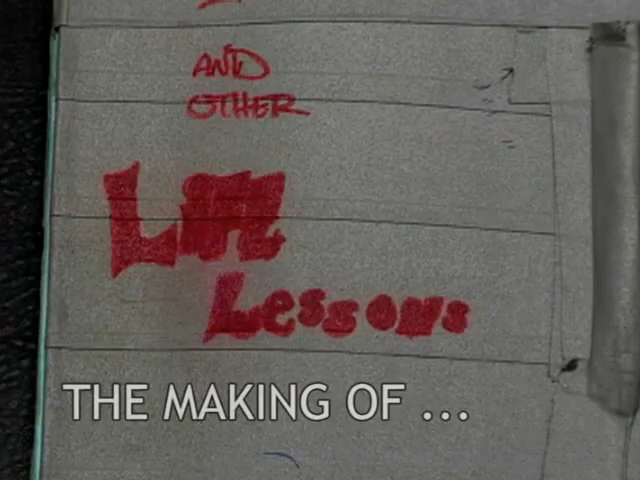 AND
OTHER
Life
Lessons
THE MAKING OF ...